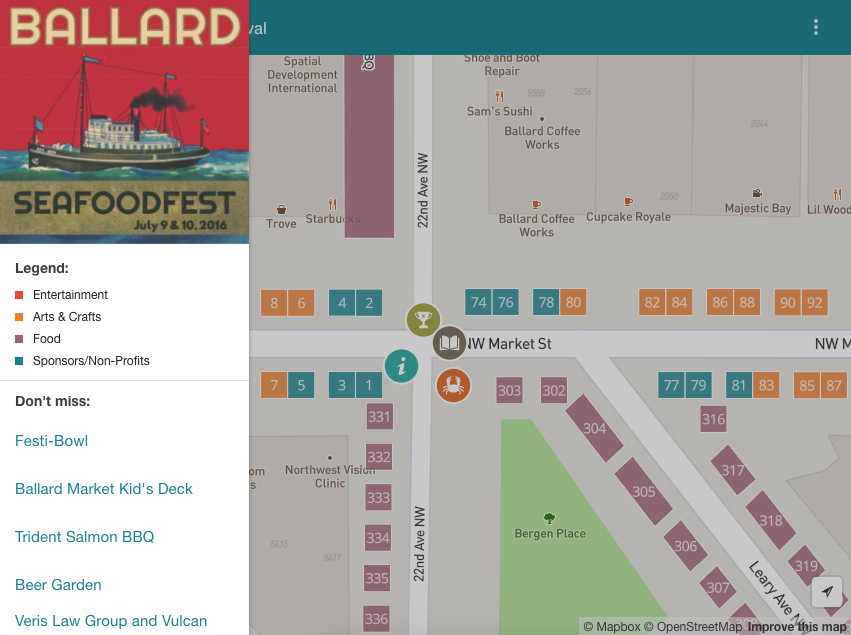 BALLARD
SEAFOODFEST
July 9 & 10, 2016
Legend:
Entertainment
Arts & Crafts
Food
Sponsors/Non-Profits
Don't miss:
Festi-Bowl
Ballard Market Kid's Deck
Trident Salmon BBQ
Beer Garden
Veris Law Group and Vulcan
val
Spatial
Development
International
Shoe and Boot
Repair
Sam's Sushi
5508
2056
Ballard Coffee
Works
2044
22nd Ave NW
Trove
Starbucks
Ballard Coffee
Works
Cupcake Royale
2050
Majestic Bay
Lil Wood
8 6 4 2 74 76 78 80 82 84 86 88 90 92
NW Market St
NW M
i
7 5 3 1 303 302 77 79 81 83 85 87
331
304
316
332
om
s
Northwest Vision
Clinic
317
333
305
5415
5417
22nd Ave NW
Bergen Place
318
334
306
319
335
307
Leary Ave NW
336
© Mapbox © OpenStreetMap Improve this map